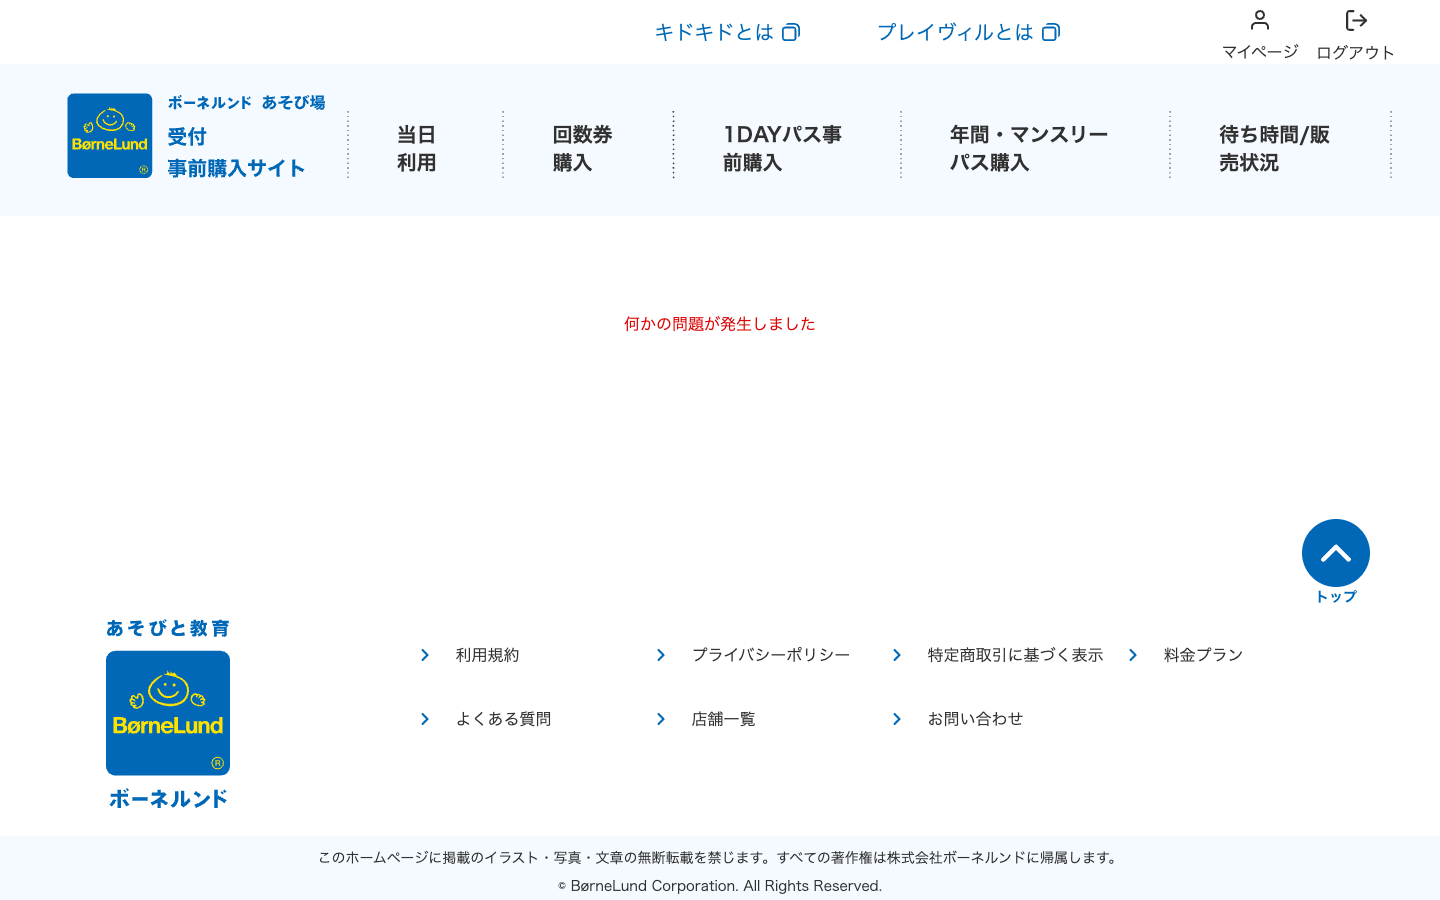 キドキドとは
プレイヴィルとは
マイページ
ログアウト
BørneLund
®
ボーネルンド あそび場
受付
事前購入サイト
当日
利用
回数券
購入
1DAYパス事
前購入
年間・マンスリー
パス購入
待ち時間/販
売状況
何かの問題が発生しました
トップ
あそびと教育
BørneLund
®
ボーネルンド
利用規約
プライバシーポリシー
特定商取引に基づく表示
料金プラン
よくある質問
店舗一覧
お問い合わせ
このホームページに掲載のイラスト・写真・文章の無断転載を禁じます。すべての著作権は株式会社ボーネルンドに帰属します。
© BørneLund Corporation. All Rights Reserved.